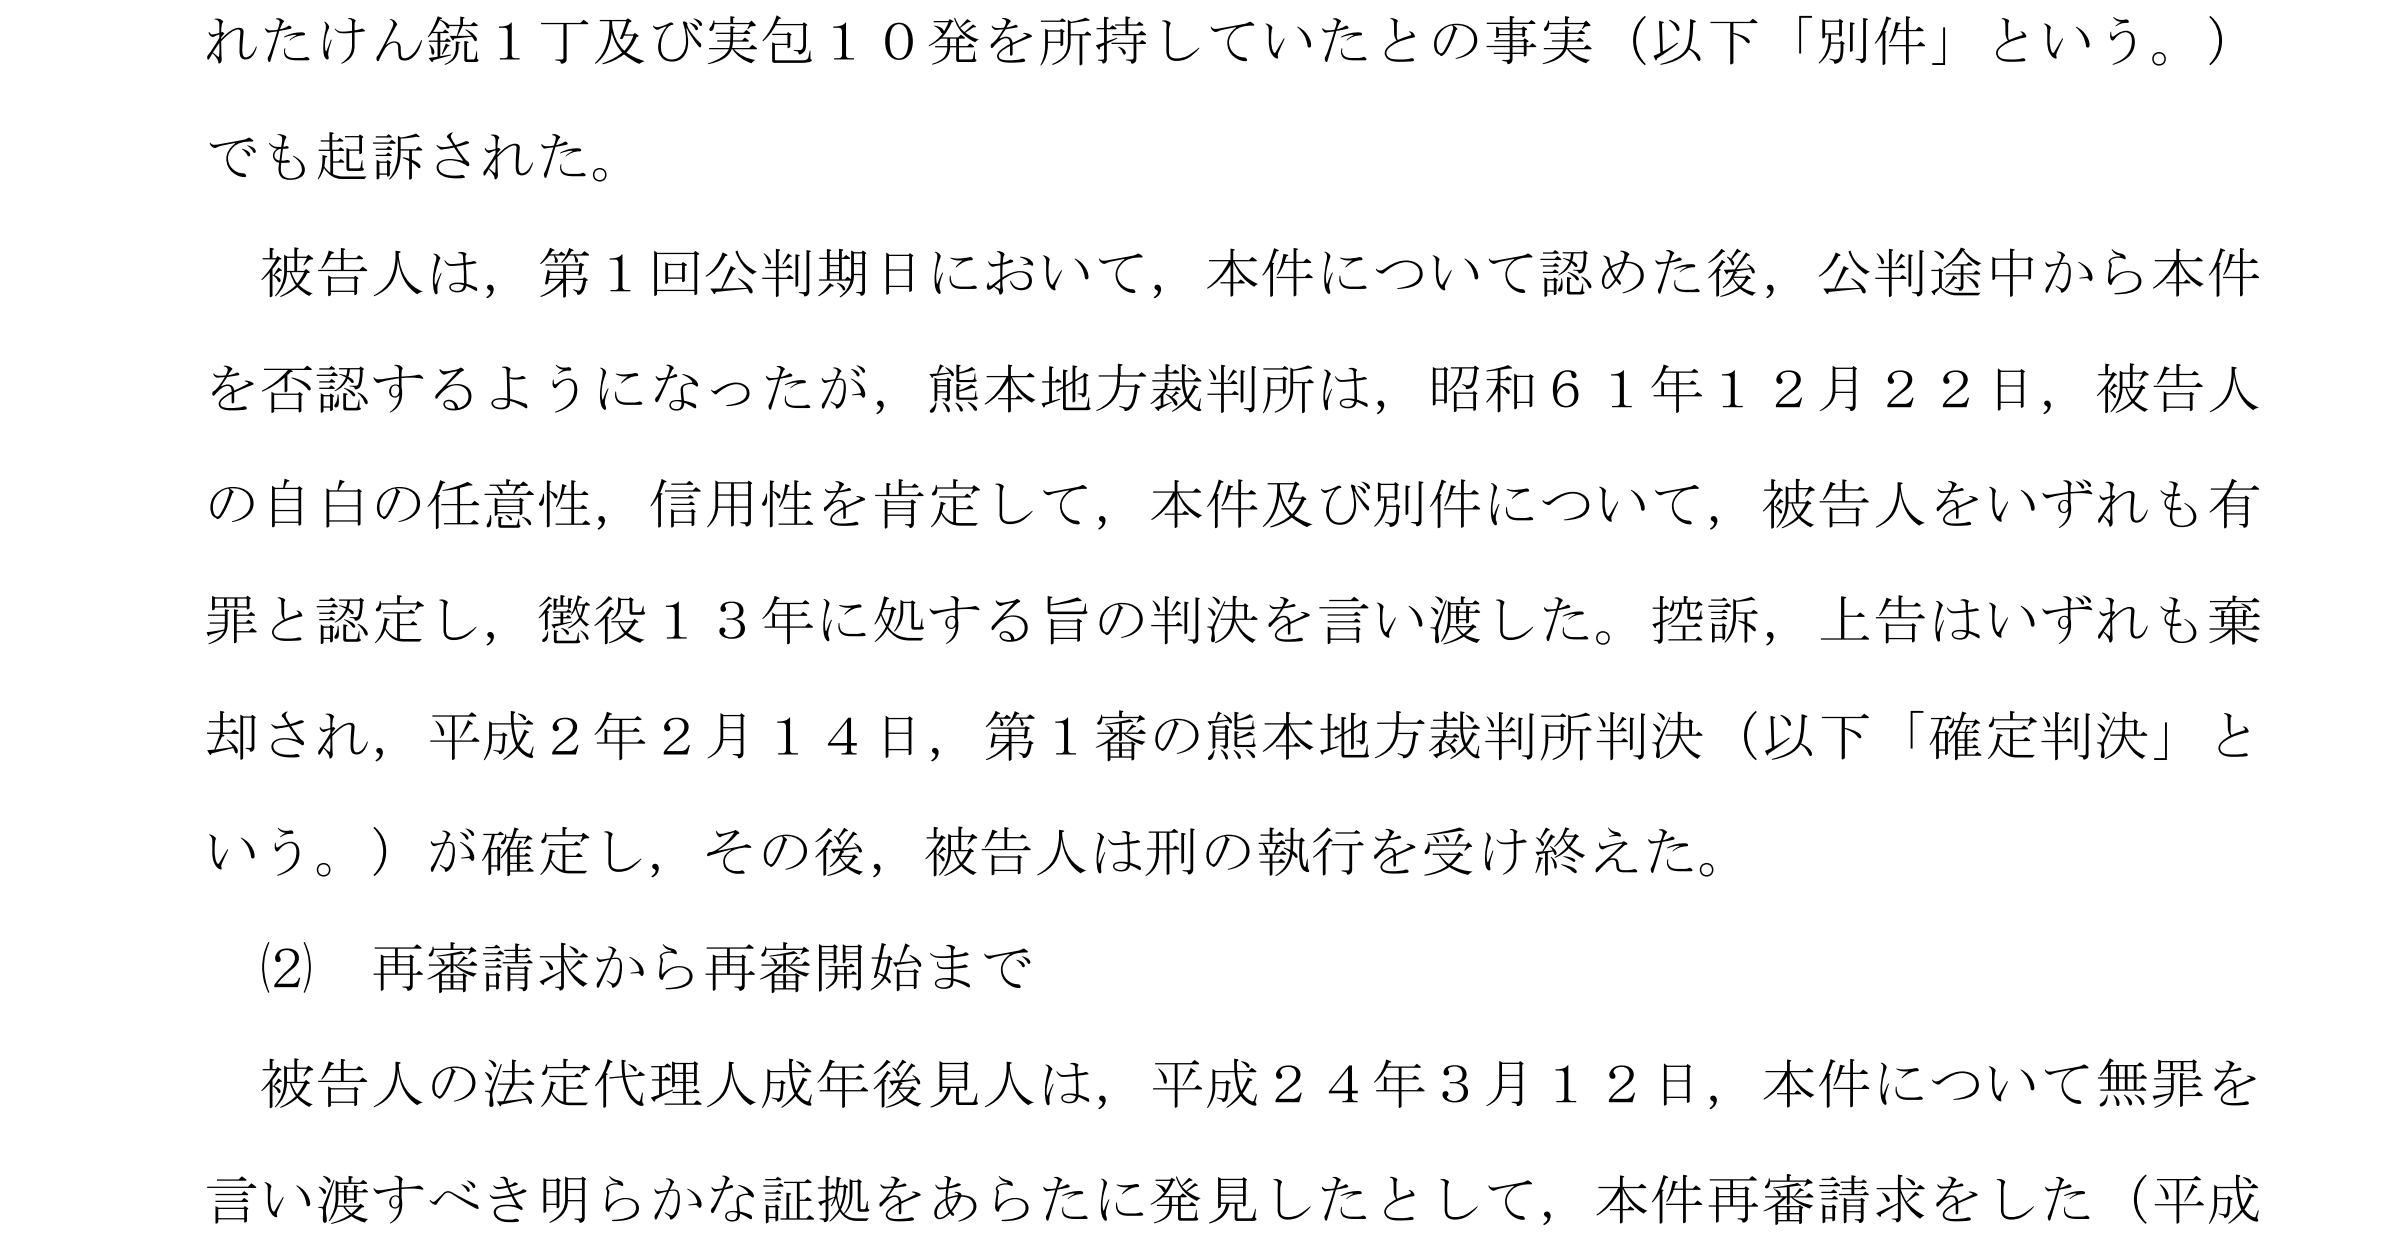 れたけん銃１丁及び実包１０発を所持していたとの事実（以下「別件」という。）
でも起訴された。
　被告人は，第１回公判期日において，本件について認めた後，公判途中から本件
を否認するようになったが，熊本地方裁判所は，昭和６１年１２月２２日，被告人
の自白の任意性，信用性を肯定して，本件及び別件について，被告人をいずれも有
罪と認定し，懲役１３年に処する旨の判決を言い渡した。控訴，上告はいずれも棄
却され，平成２年２月１４日，第１審の熊本地方裁判所判決（以下「確定判決」と
いう。）が確定し，その後，被告人は刑の執行を受け終えた。
　⑵　再審請求から再審開始まで
　被告人の法定代理人成年後見人は，平成２４年３月１２日，本件について無罪を
言い渡すべき明らかな証拠をあらたに発見したとして，本件再審請求をした（平成